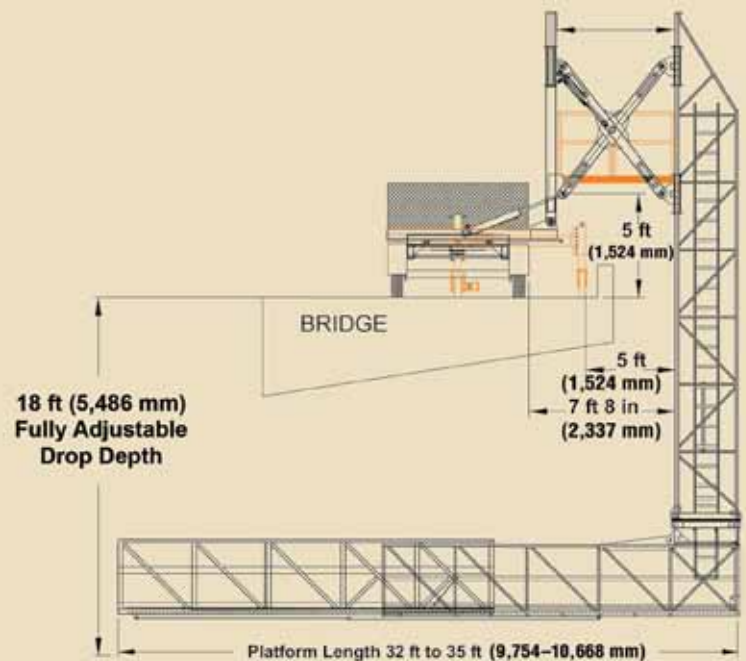 5 ft
(1,524 mm)
BRIDGE
5 ft
(1,524 mm)
7 ft 8 in
(2,337 mm)
18 ft (5,486 mm)
Fully Adjustable
Drop Depth
Platform Length 32 ft to 35 ft (9,754–10,668 mm)